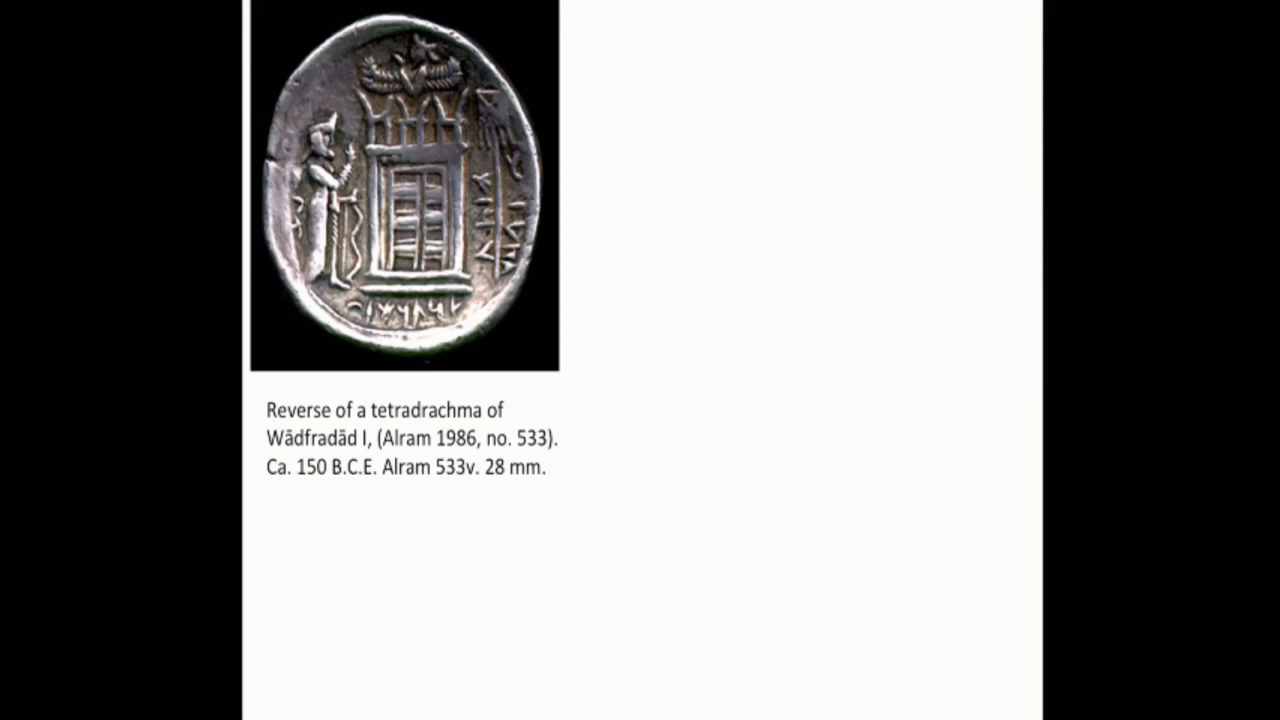 Reverse of a tetradrachma of
Wādfradād I, (Alram 1986, no. 533).
Ca. 150 B.C.E. Alram 533v. 28 mm.